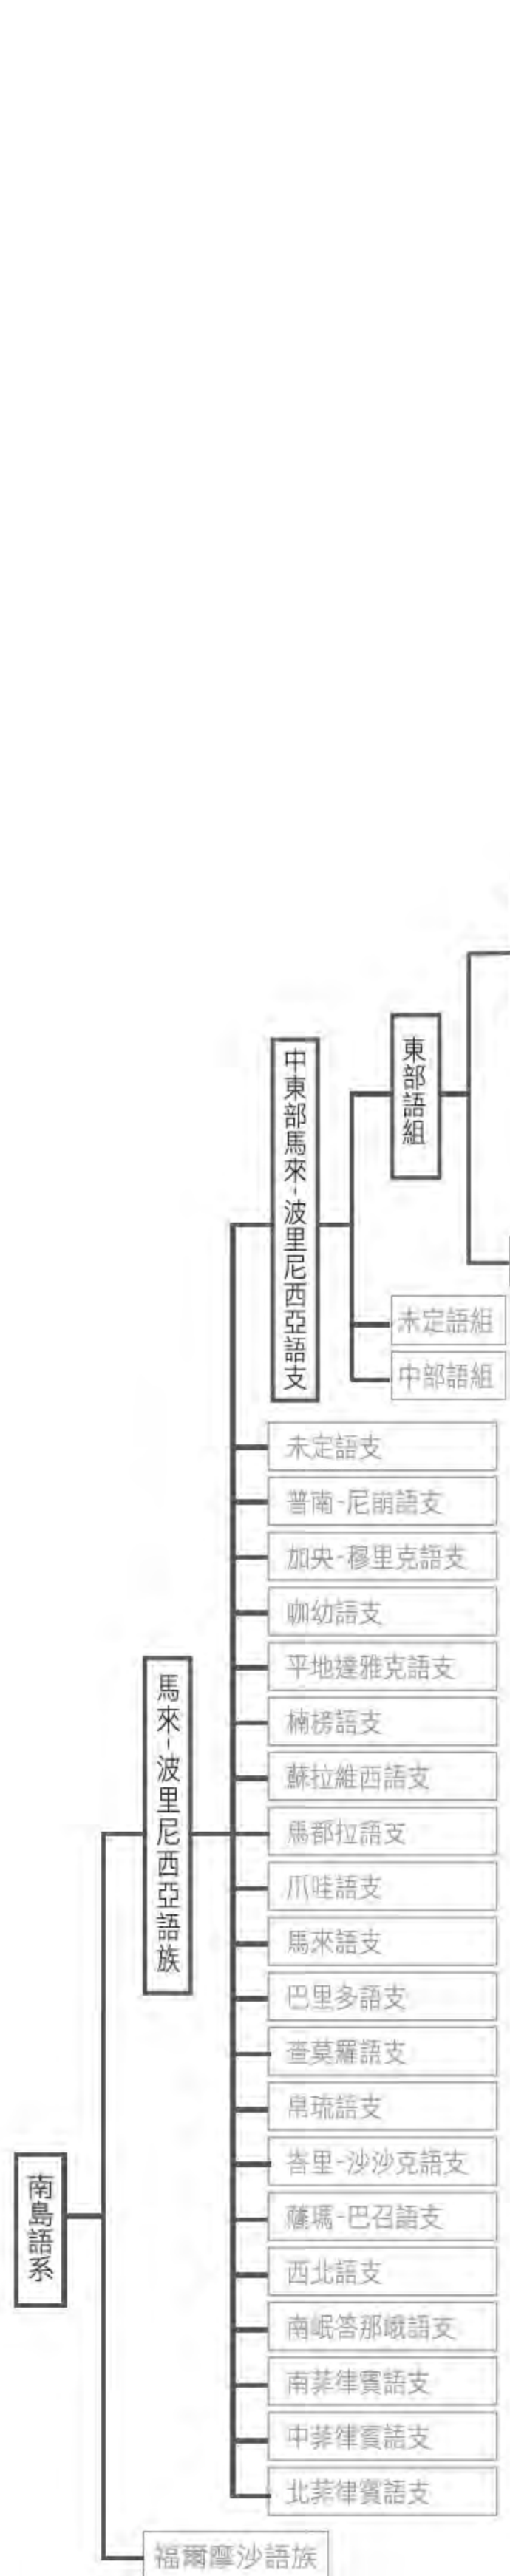 東部語組
中東部馬來-波里尼西亞語支
未定語組
中部語組
未定語支
普南-尼崩語支
加央-穆里克語支
咖幼語支
平地達雅克語支
楠榜語支
蘇拉維西語支
馬都拉語支
爪哇語支
馬來-波里尼西亞語族
馬來語支
巴里多語支
查莫羅語支
帛琉語支
峇里-沙沙克語支
薩瑪-巴召語支
南島語系
西北語支
南岷答那峨語支
南菲律賓語支
中菲律賓語支
北菲律賓語支
福爾摩沙語族